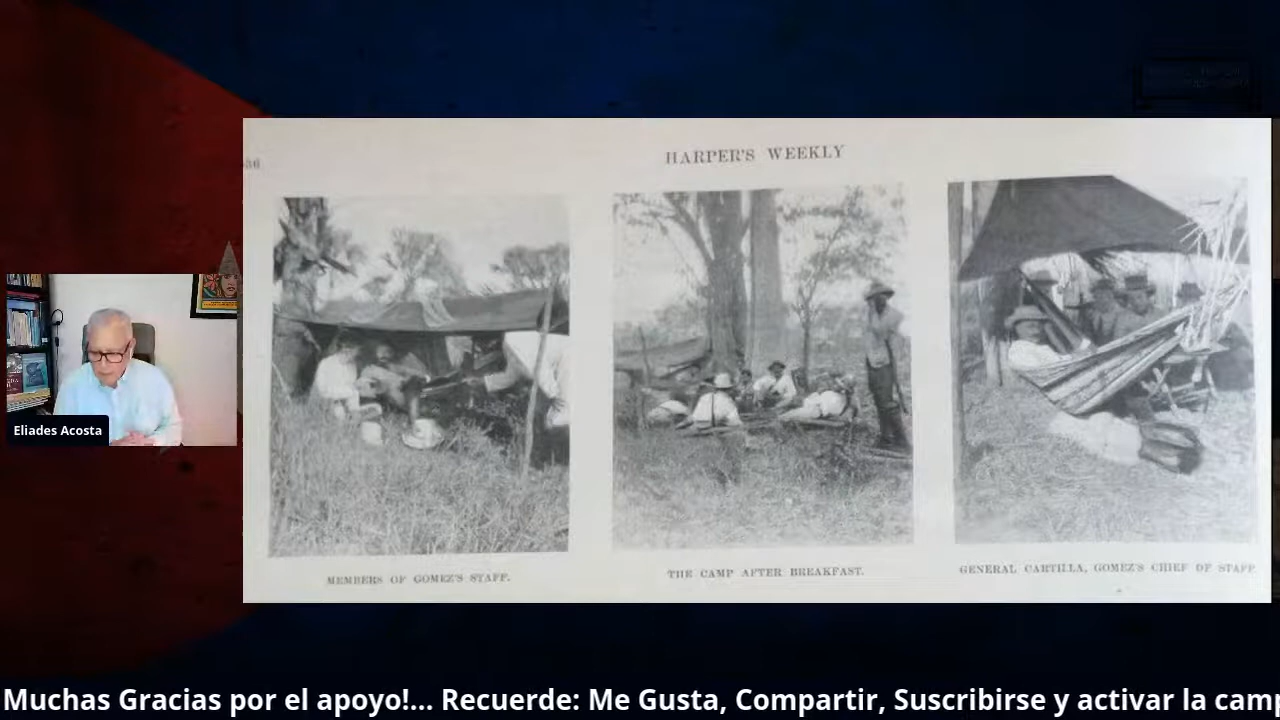 HARPER'S WEEKLY
MEMBERS OF GOMEZ'S STAFF.
THE CAMP AFTER BREAKFAST.
GENERAL CARTILLA, GOMEZ'S CHIEF OF STAFF
Eliades Acosta
Muchas Gracias por el apoyo!... Recuerde: Me Gusta, Compartir, Suscribirse y activar la camp